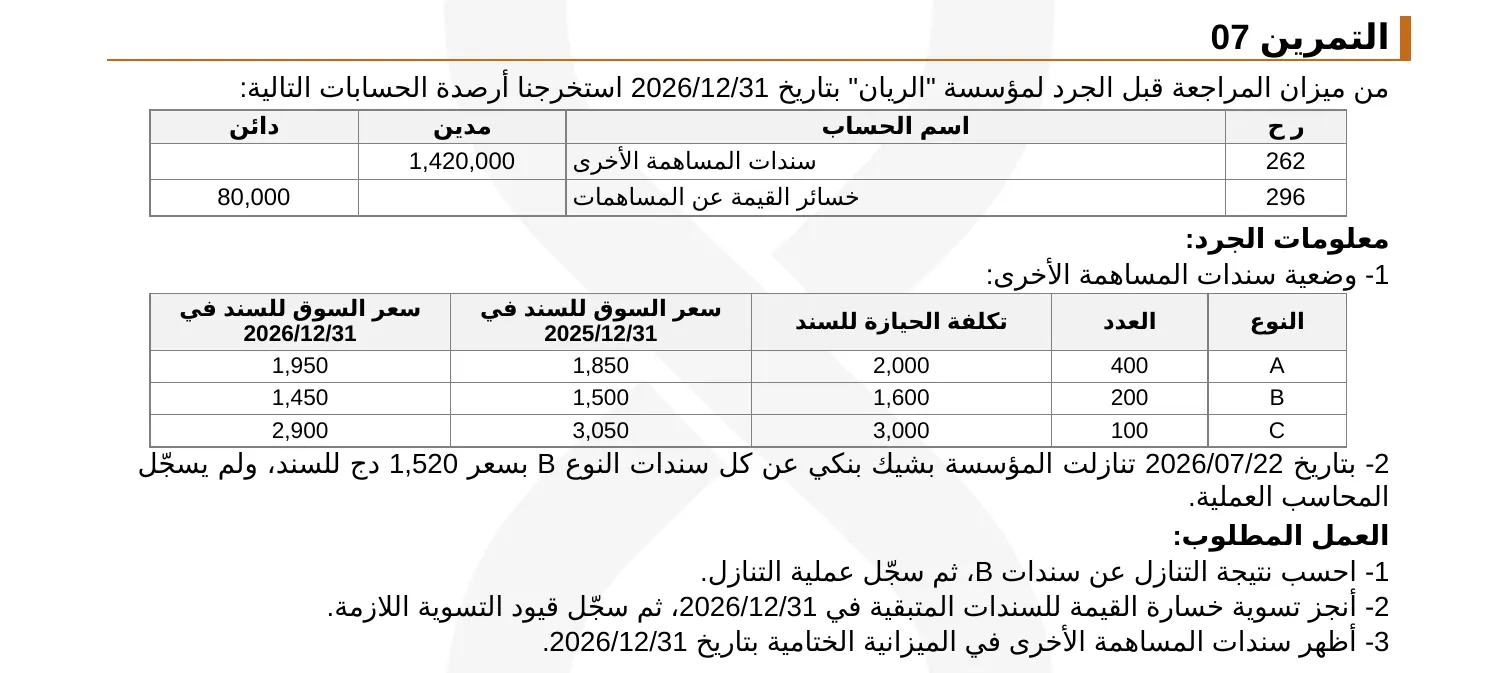 التمرين 07
من ميزان المراجعة قبل الجرد لمؤسسة "الريان" بتاريخ 2026/12/31 استخرجنا أرصدة الحسابات التالية:
ر ح اسم الحساب مدين دائن
262 سندات المساهمة الأخرى 1,420,000
296 خسائر القيمة عن المساهمات 80,000
معلومات الجرد:
1- وضعية سندات المساهمة الأخرى:
النوع العدد تكلفة الحيازة للسند سعر السوق للسند في 2025/12/31 سعر السوق للسند في 2026/12/31
A 400 2,000 1,850 1,950
B 200 1,600 1,500 1,450
C 100 3,000 3,050 2,900
2- بتاريخ 2026/07/22 تنازلت المؤسسة بشيك بنكي عن كل سندات النوع B بسعر 1,520 دج للسند، ولم يسجّل
المحاسب العملية.
العمل المطلوب:
1- احسب نتيجة التنازل عن سندات B، ثم سجّل عملية التنازل.
2- أنجز تسوية خسارة القيمة للسندات المتبقية في 2026/12/31، ثم سجّل قيود التسوية اللازمة.
3- أظهر سندات المساهمة الأخرى في الميزانية الختامية بتاريخ 2026/12/31.